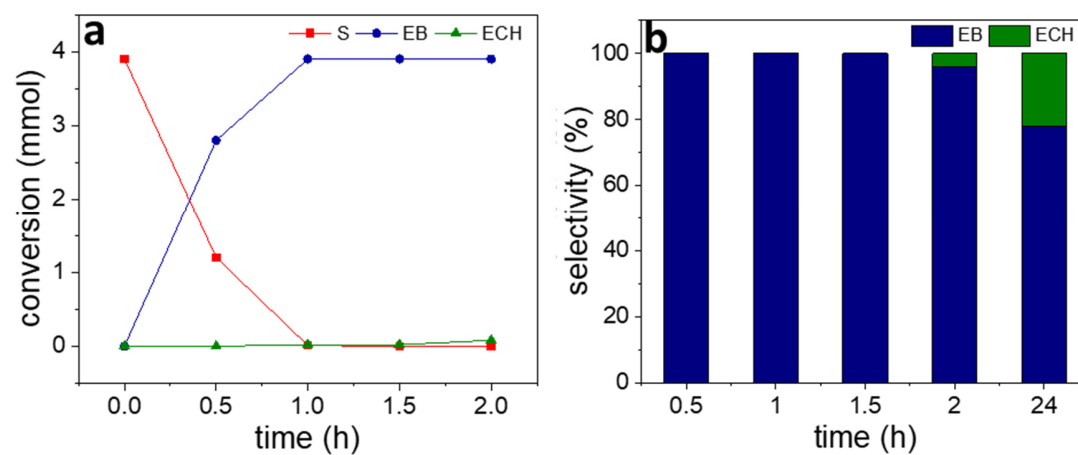 a
S EB ECH
4
3
2
1
0
conversion (mmol)
0.0 0.5 1.0 1.5 2.0
time (h)
b
EB ECH
100
80
60
40
20
0
selectivity (%)
0.5 1 1.5 2 24
time (h)